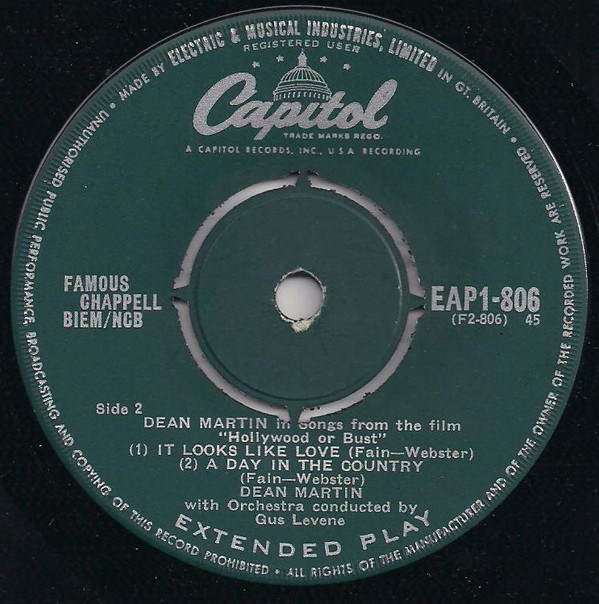 MADE BY ELECTRIC & MUSICAL INDUSTRIES, LIMITED IN GT. BRITAIN •
REGISTERED USER
Capitol
TRADE MARKS REGD.
A CAPITOL RECORDS, INC., U.S.A. RECORDING
FAMOUS
CHAPPELL
BIEM/NCB
EAP1-806
(F2-806) 45
Side 2
DEAN MARTIN in Songs from the film
"Hollywood or Bust"
(1) IT LOOKS LIKE LOVE (Fain—Webster)
(2) A DAY IN THE COUNTRY
(Fain—Webster)
DEAN MARTIN
with Orchestra conducted by
Gus Levene
EXTENDED PLAY
• UNAUTHORISED PUBLIC PERFORMANCE, BROADCASTING AND COPYING OF THIS RECORD PROHIBITED • ALL RIGHTS OF THE MANUFACTURER AND OF THE OWNER OF THE RECORDED WORK ARE RESERVED